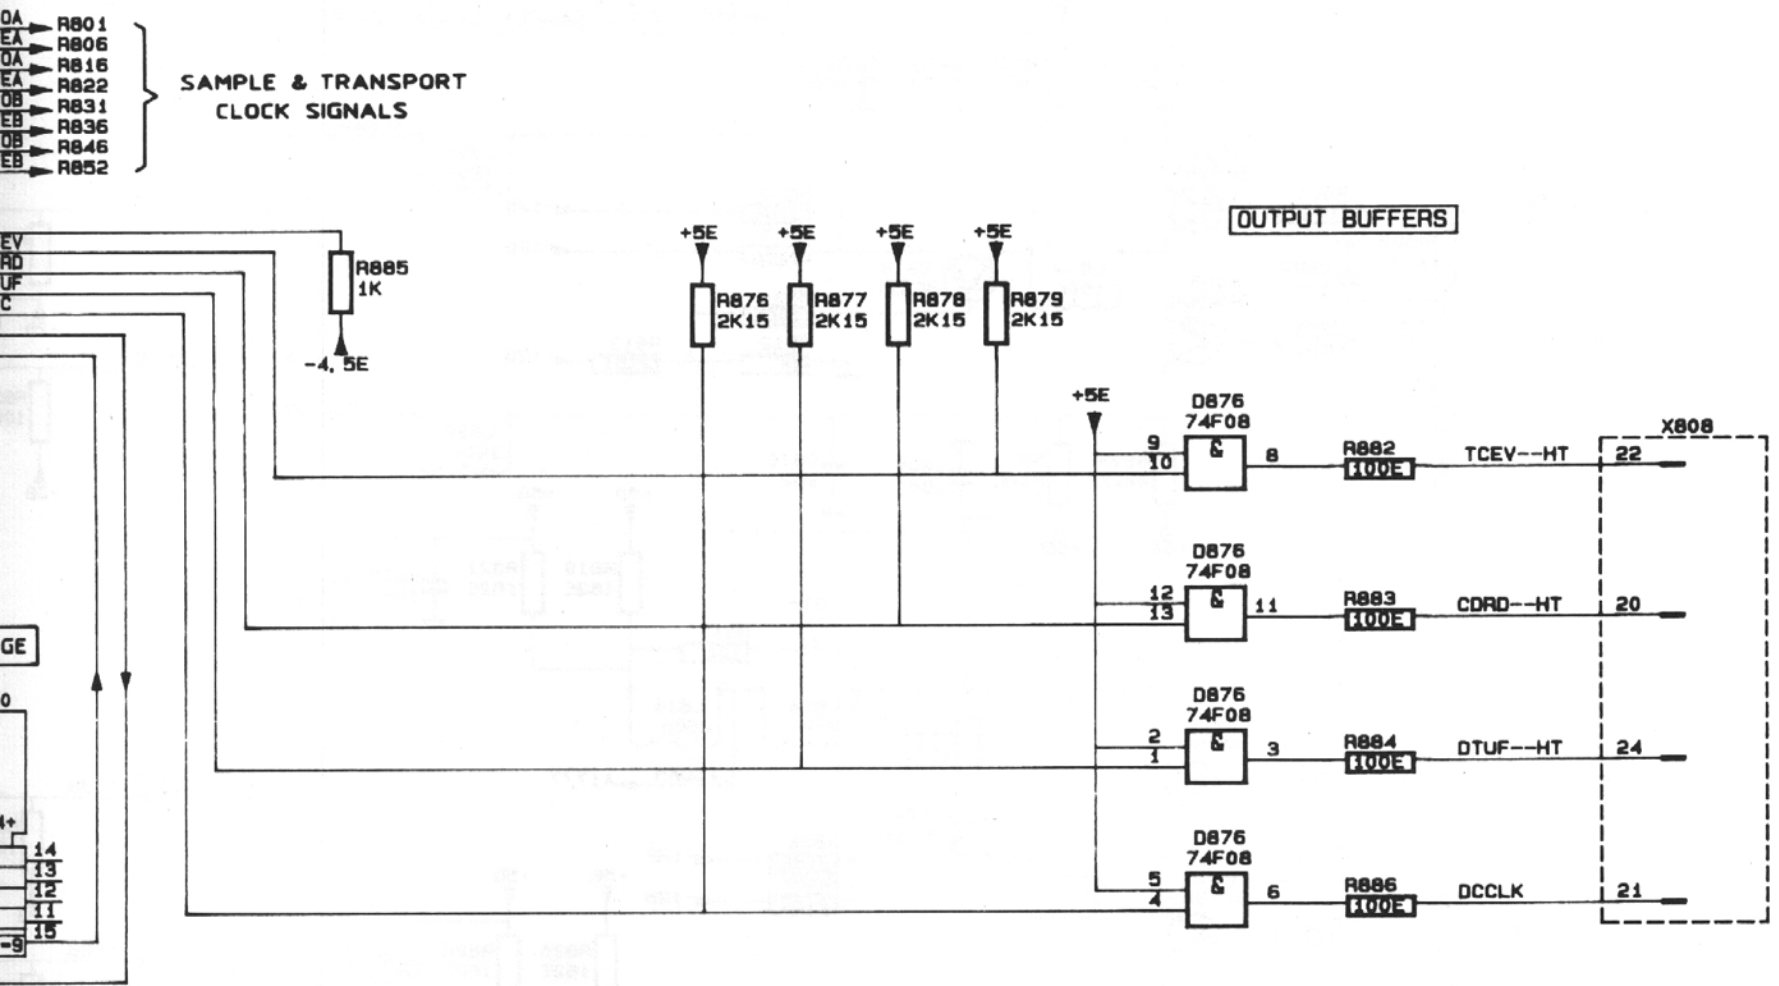 OA R801
EA R806
OA R816
EA R822
OB R831
EB R836
OB R846
EB R852
SAMPLE & TRANSPORT
CLOCK SIGNALS
OUTPUT BUFFERS
EV
RD
UF
C
R885
1K
-4,5E
+5E +5E +5E +5E
R876 R877 R878 R879
2K15 2K15 2K15 2K15
+5E
D876
74F08
9
10
&
8
R882
100E
TCEV--HT
22
X808
D876
74F08
12
13
&
11
R883
100E
CDRD--HT
20
GE
0
D876
74F08
2
1
&
3
R884
100E
DTUF--HT
24
4+
14
13
12
11
15
-9
D876
74F08
5
4
&
6
R886
100E
DCCLK
21